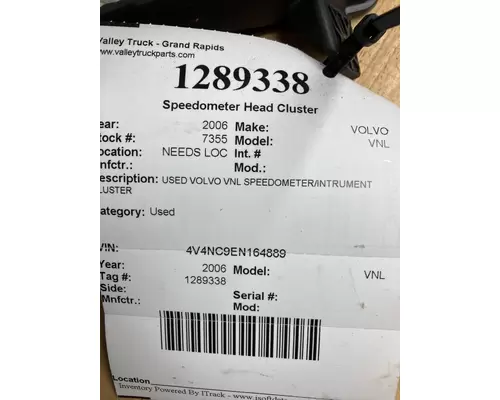 Valley Truck - Grand Rapids
www.valleytruckparts.com
1289338
Speedometer Head Cluster
ear: 2006 Make: VOLVO
tock #: 7355 Model: VNL
ocation: NEEDS LOC Int. #
nfctr.: Mod.:
escription: USED VOLVO VNL SPEEDOMETER/INTRUMENT
LUSTER
ategory: Used
VIN: 4V4NC9EN164889
Year: 2006 Model: VNL
Tag #: 1289338
Side: Serial #:
Mnfctr.: Mod:
Location
Inventory Powered By ITrack - www.isoftdat